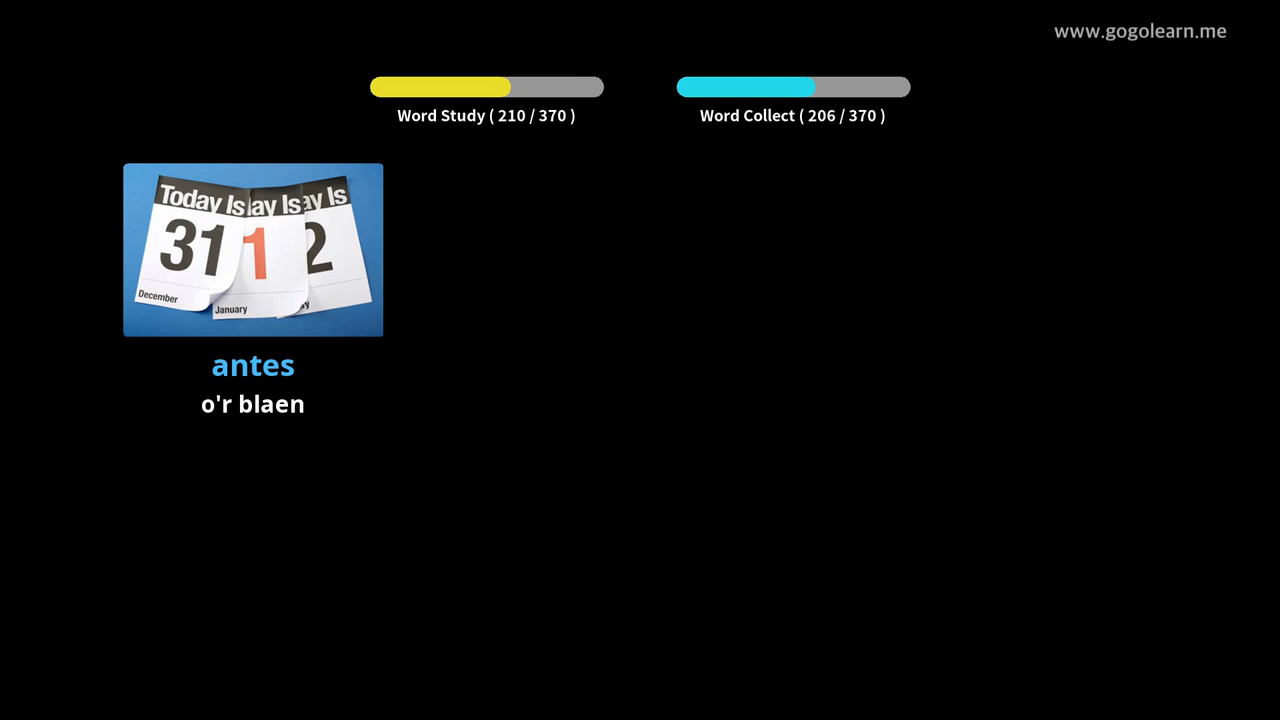 www.gogolearn.me
Word Study ( 210 / 370 )
Word Collect ( 206 / 370 )
Today Is
ay Is
ay Is
31
1
2
December
January
antes
o'r blaen